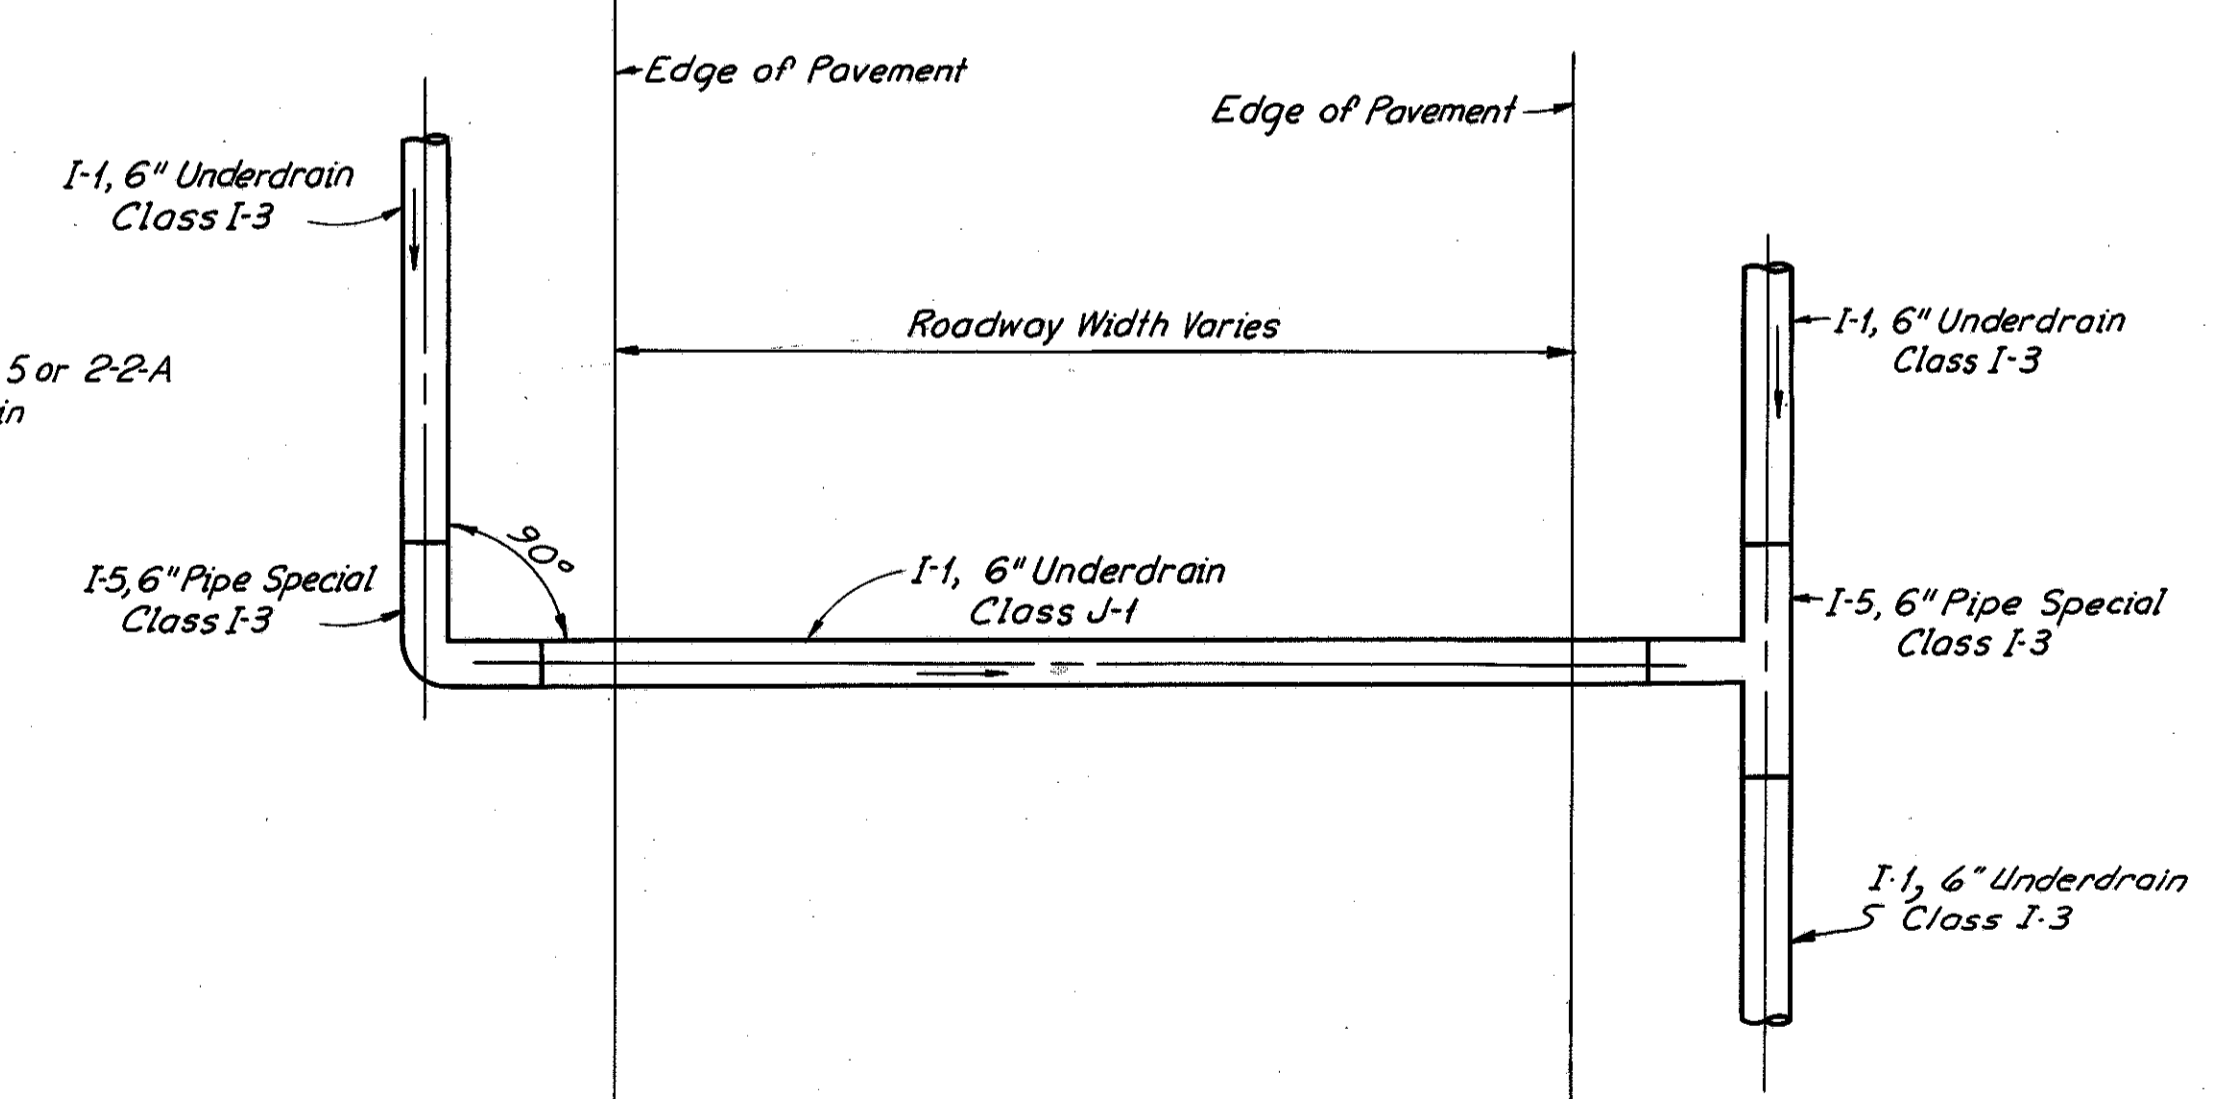 Edge of Pavement
Edge of Pavement
I-1, 6" Underdrain
Class I-3
Roadway Width Varies
I-1, 6" Underdrain
Class I-3
5 or 2-2-A
in
90°
I-5, 6" Pipe Special
Class I-3
I-1, 6" Underdrain
Class J-1
I-5, 6" Pipe Special
Class I-3
I-1, 6" Underdrain
Class I-3